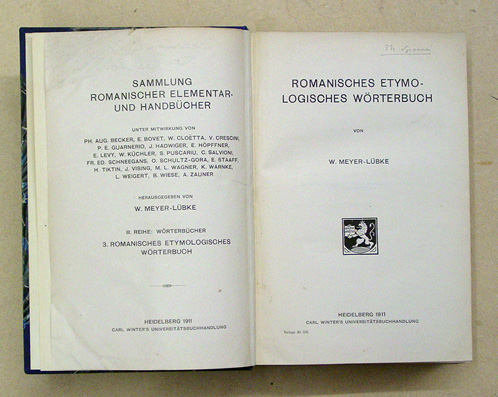 SAMMLUNG
ROMANISCHER ELEMENTAR-
UND HANDBÜCHER
UNTER MITWIRKUNG VON
PH. AUG. BECKER, E. BOVET, W. CLOËTTA, V. CRESCINI,
P. E. GUARNERIO, J. HADWIGER, E. HÖPFFNER,
E. LEVY, W. KÜCHLER, S. PUSCARIU, C. SALVIONI,
FR. ED. SCHNEEGANS, O. SCHULTZ-GORA, E. STAAFF,
H. TIKTIN, J. VISING, M. L. WAGNER, K. WARNKE,
L. WEIGERT, B. WIESE, A. ZAUNER
HERAUSGEGEBEN VON
W. MEYER-LÜBKE
III. REIHE: WÖRTERBÜCHER
3. ROMANISCHES ETYMOLOGISCHES
WÖRTERBUCH
HEIDELBERG 1911
CARL WINTER'S UNIVERSITÄTSBUCHHANDLUNG
ROMANISCHES ETYMO-
LOGISCHES WÖRTERBUCH
VON
W. MEYER-LÜBKE
HEIDELBERG 1911
CARL WINTER'S UNIVERSITÄTSBUCHHANDLUNG